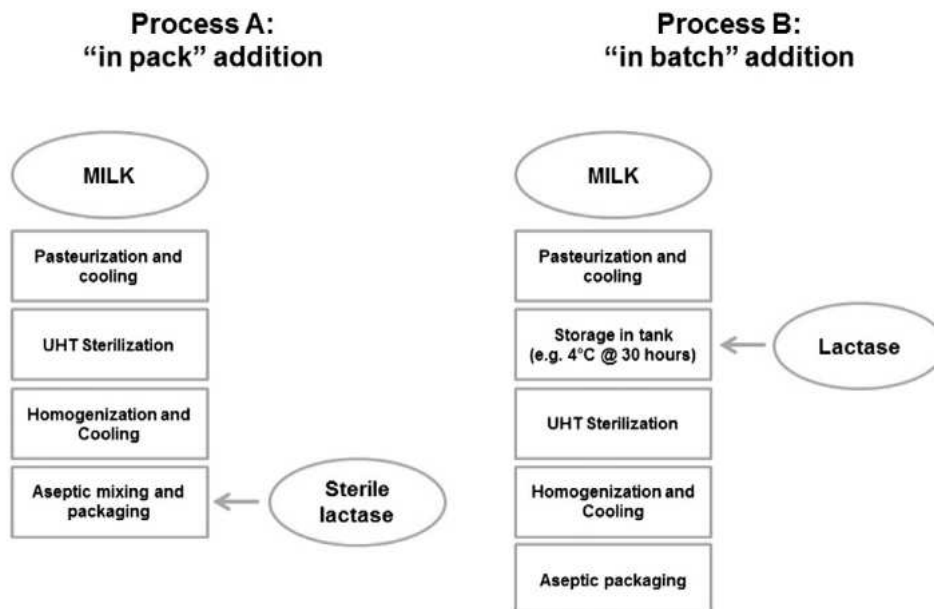 Process A:
“in pack” addition
MILK
Pasteurization and
cooling
UHT Sterilization
Homogenization and
Cooling
Aseptic mixing and
packaging
Sterile
lactase
Process B:
“in batch” addition
MILK
Pasteurization and
cooling
Storage in tank
(e.g. 4°C @ 30 hours)
Lactase
UHT Sterilization
Homogenization and
Cooling
Aseptic packaging